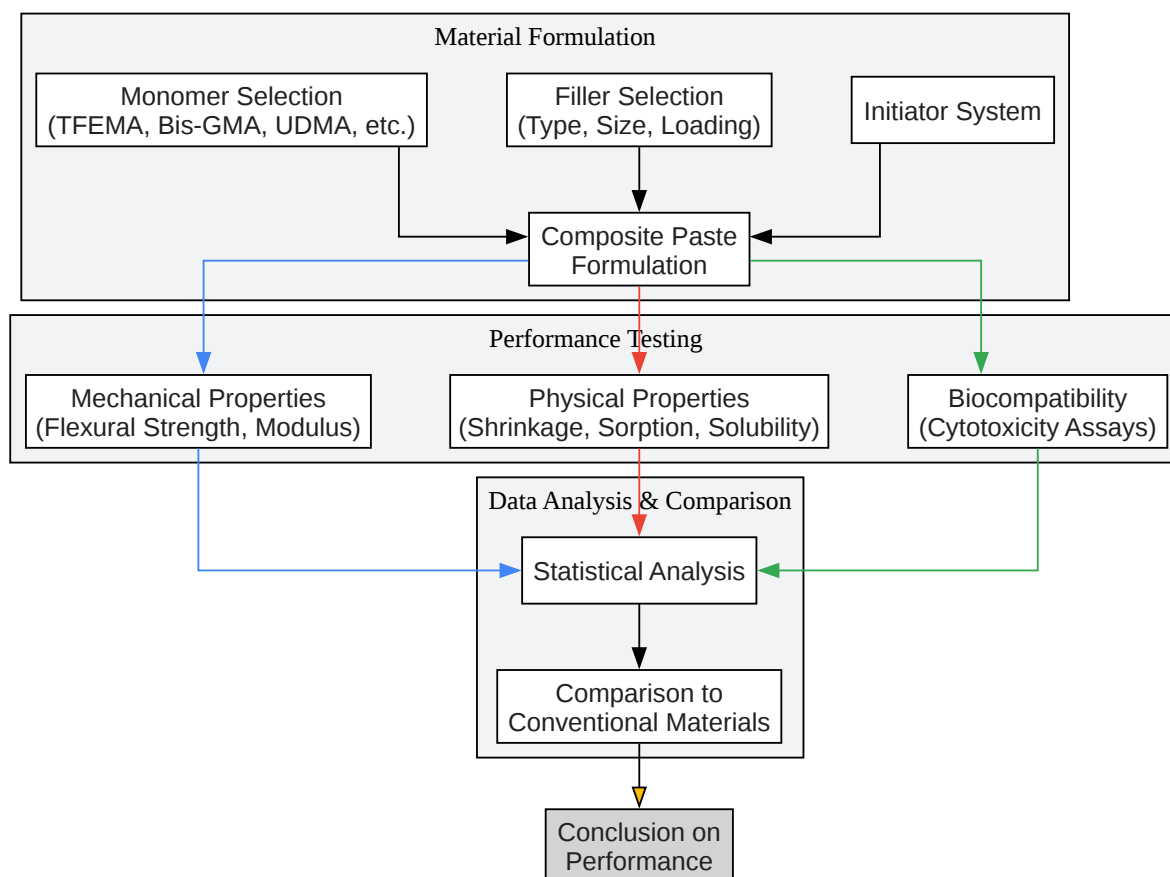 Material Formulation
Monomer Selection
(TFEMA, Bis-GMA, UDMA, etc.)
Filler Selection
(Type, Size, Loading)
Initiator System
Composite Paste
Formulation
Performance Testing
Mechanical Properties
(Flexural Strength, Modulus)
Physical Properties
(Shrinkage, Sorption, Solubility)
Biocompatibility
(Cytotoxicity Assays)
Data Analysis & Comparison
Statistical Analysis
Comparison to
Conventional Materials
Conclusion on
Performance